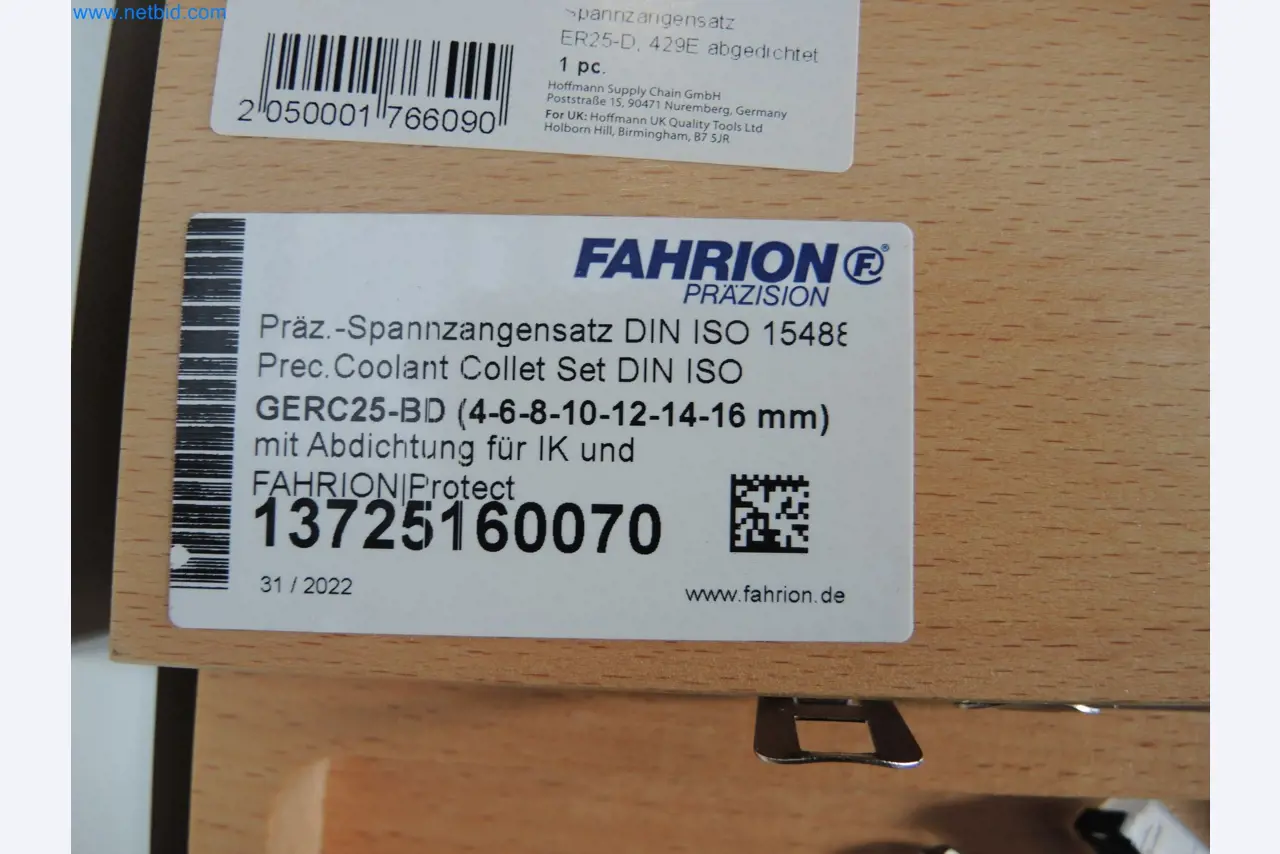 www.netbid.com
Spannzangensatz
ER25-D, 429E abgedichtet
1 pc.
Hoffmann Supply Chain GmbH
Poststraße 15, 90471 Nuremberg, Germany
For UK: Hoffmann UK Quality Tools Ltd
Holborn Hill, Birmingham, B7 5JR
2 050001 766090
FAHRION FJ®
PRÄZISION
Präz.-Spannzangensatz DIN ISO 15488
Prec.Coolant Collet Set DIN ISO
GERC25-BD (4-6-8-10-12-14-16 mm)
mit Abdichtung für IK und
FAHRION|Protect
13725160070
31 / 2022
www.fahrion.de